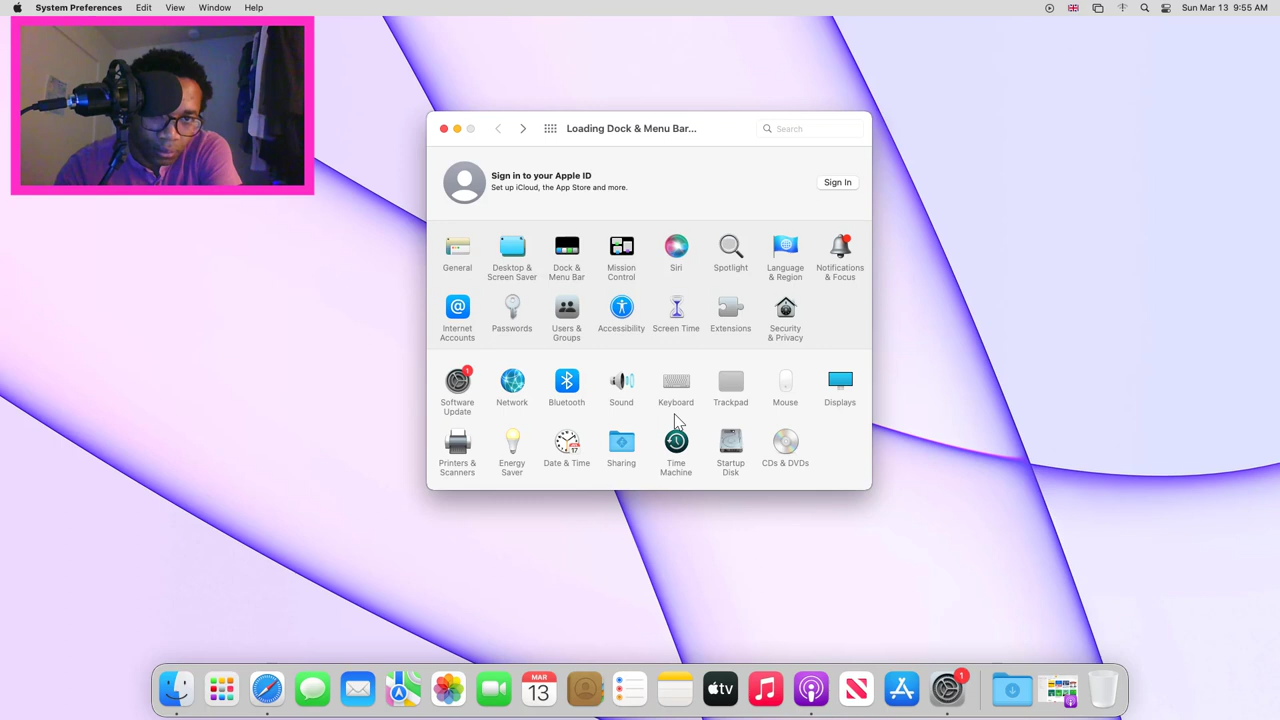 System Preferences Edit View Window Help Sun Mar 13 9:55 AM
Loading Dock & Menu Bar... Search
Sign in to your Apple ID
Set up iCloud, the App Store and more.
Sign In
General
Desktop &
Screen Saver
Dock &
Menu Bar
Mission
Control
Siri
Spotlight
Language
& Region
Notifications
& Focus
Internet
Accounts
Passwords
Users &
Groups
Accessibility
Screen Time
Extensions
Security
& Privacy
1
Software
Update
Network
Bluetooth
Sound
Keyboard
Trackpad
Mouse
Displays
Printers &
Scanners
Energy
Saver
17
Date & Time
Sharing
Time
Machine
Startup
Disk
CDs & DVDs
MAR
13
tv
1